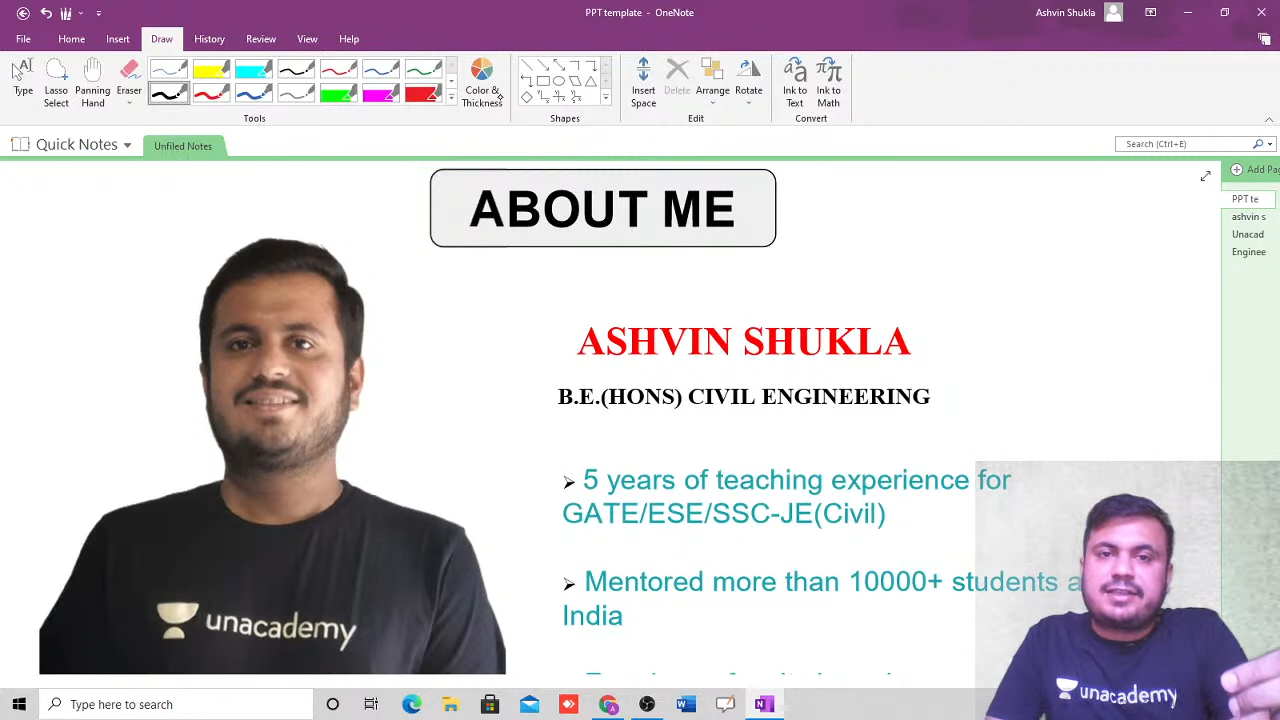 PPT template - OneNote
Ashvin Shukla
File Home Insert Draw History Review View Help
Type
Lasso Select
Panning Hand
Eraser
Color & Thickness
Insert Space
Delete
Arrange
Rotate
Ink to Text
Ink to Math
Tools
Shapes
Edit
Convert
Quick Notes
Unfiled Notes
Search (Ctrl+E)
Add Pag
PPT te
ashvin s
Unacad
Enginee
ABOUT ME
ASHVIN SHUKLA
B.E.(HONS) CIVIL ENGINEERING
➢ 5 years of teaching experience for
GATE/ESE/SSC-JE(Civil)
➢ Mentored more than 10000+ students a
India
unacademy
unacademy
Type here to search